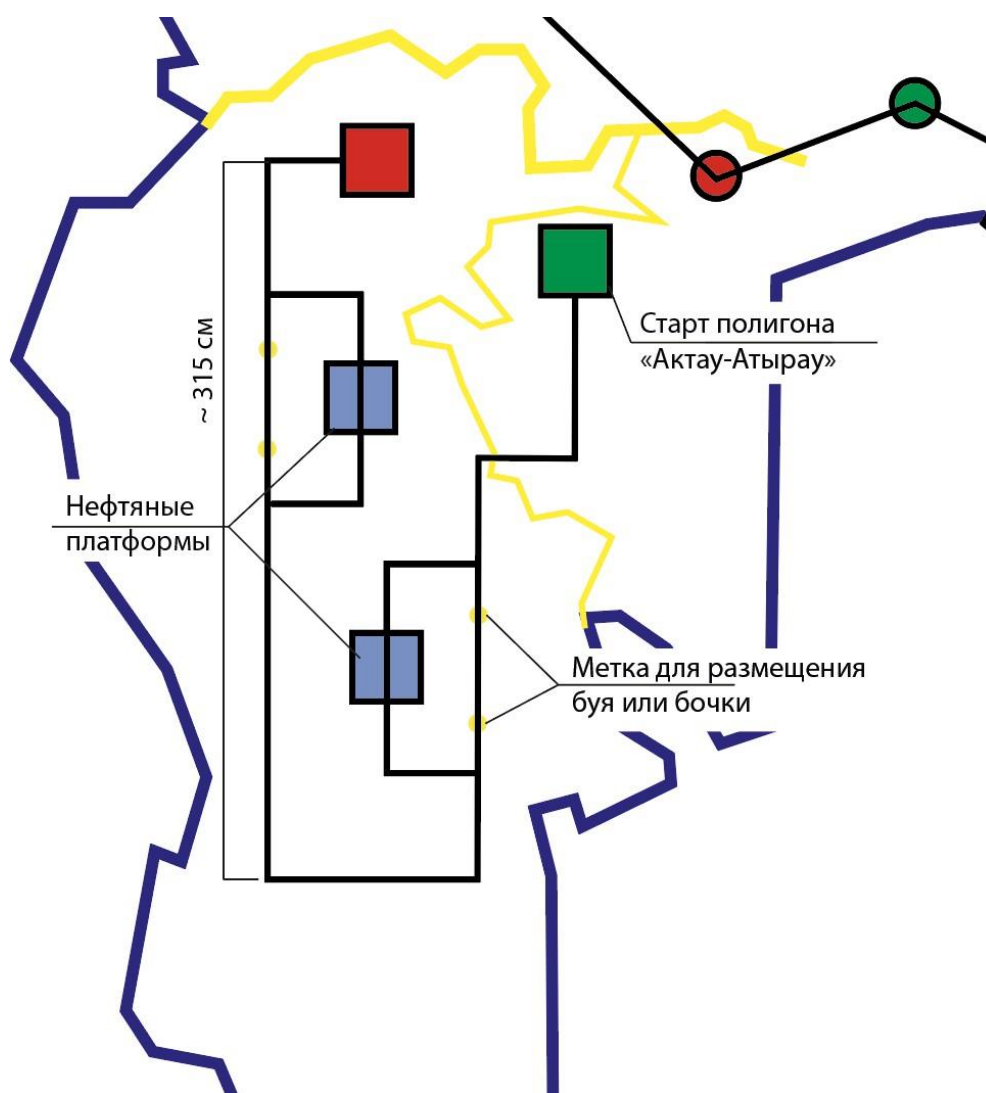 Старт полигона
«Актау-Атырау»
~ 315 см
Нефтяные
платформы
Метка для размещения
буя или бочки